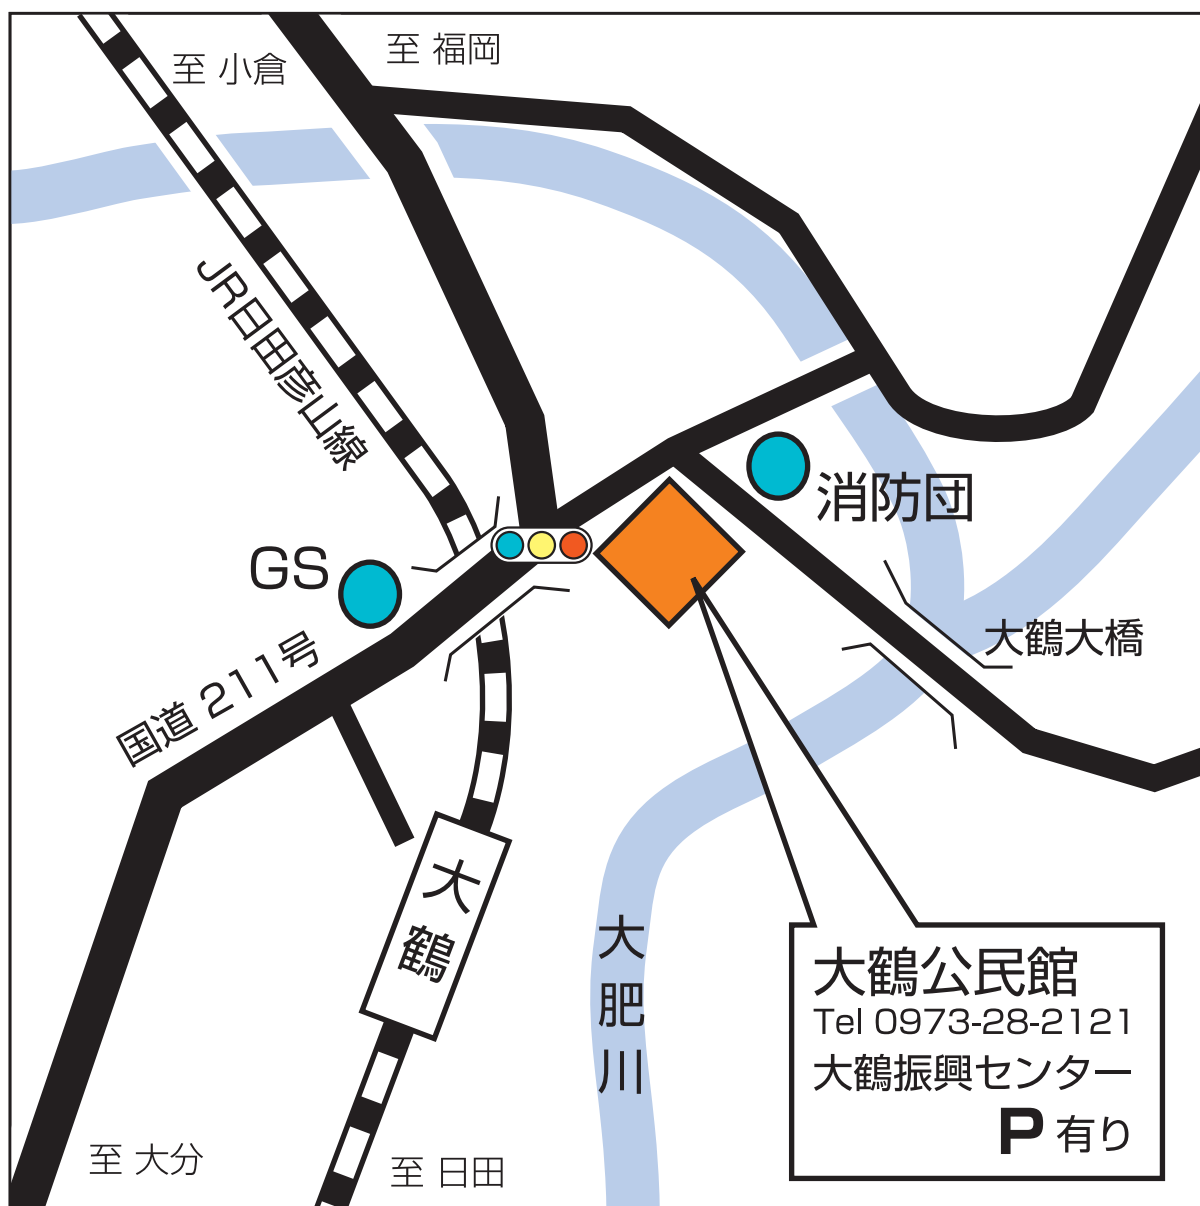 至 小倉
至 福岡
JR日田彦山線
消防団
GS
大鶴大橋
国道 211号
大鶴
大肥川
大鶴公民館
Tel 0973-28-2121
大鶴振興センター
P 有り
至 大分
至 日田